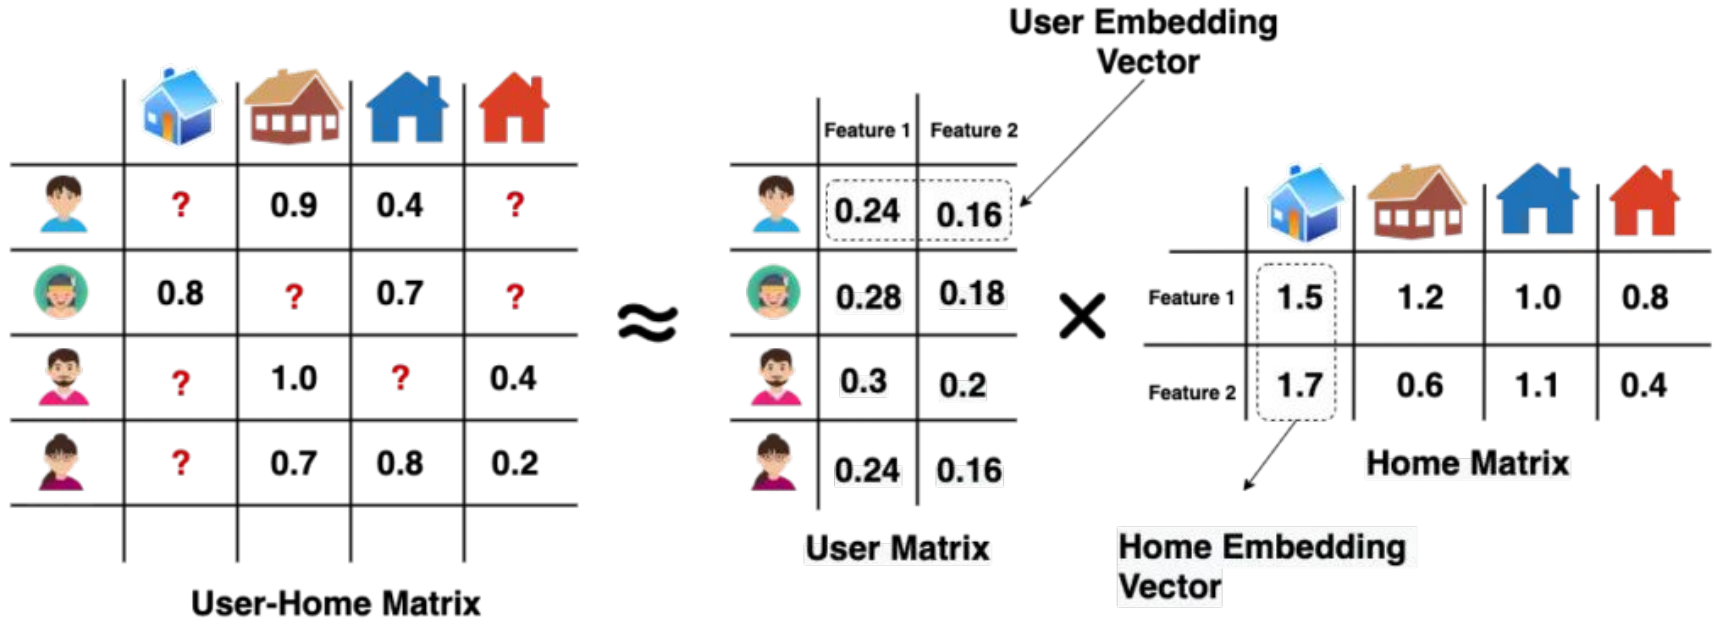 User Embedding
Vector
Feature 1 Feature 2
? 0.9 0.4 ?
0.8 ? 0.7 ?
? 1.0 ? 0.4
? 0.7 0.8 0.2
User-Home Matrix
≈
0.24 0.16
0.28 0.18
0.3 0.2
0.24 0.16
User Matrix
×
Feature 1 1.5 1.2 1.0 0.8
Feature 2 1.7 0.6 1.1 0.4
Home Matrix
Home Embedding
Vector